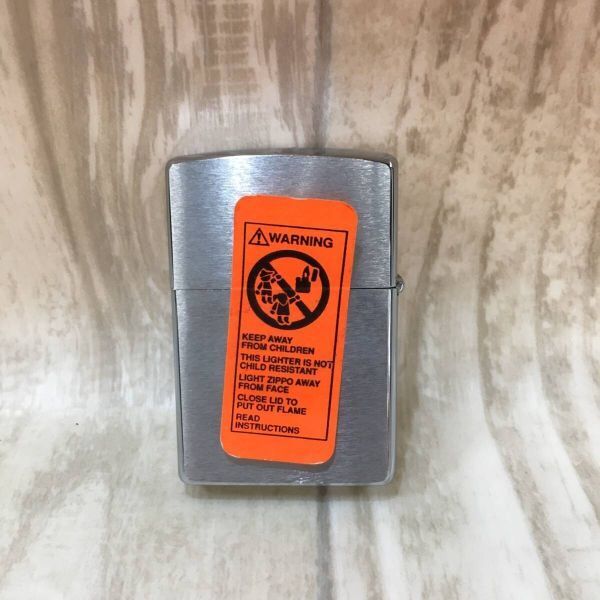 WARNING
KEEP AWAY
FROM CHILDREN
THIS LIGHTER IS NOT
CHILD RESISTANT
LIGHT ZIPPO AWAY
FROM FACE
CLOSE LID TO
PUT OUT FLAME
READ
INSTRUCTIONS